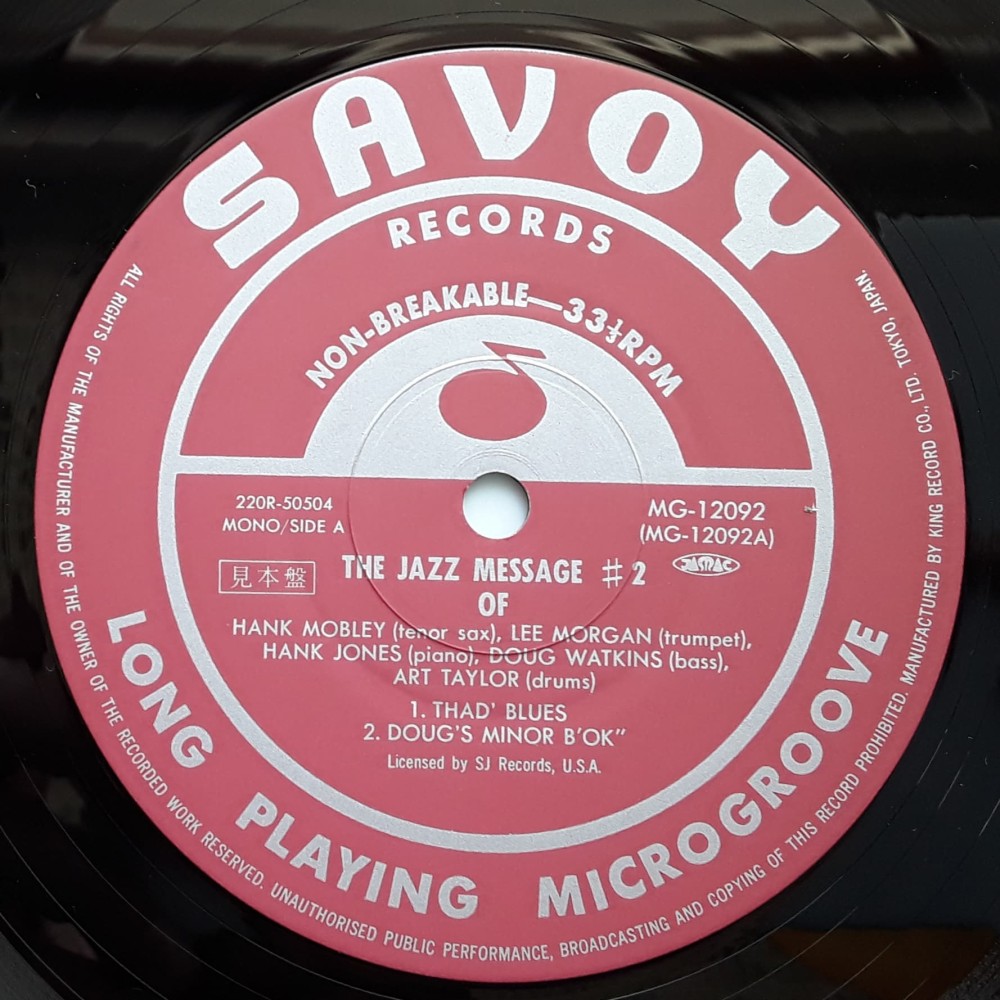 SAVOY
RECORDS
NON-BREAKABLE—33⅓RPM
220R-50504
MONO/SIDE A
MG-12092
(MG-12092A)
見本盤
JASRAC
THE JAZZ MESSAGE #2
OF
HANK MOBLEY (tenor sax), LEE MORGAN (trumpet),
HANK JONES (piano), DOUG WATKINS (bass),
ART TAYLOR (drums)
1. THAD' BLUES
2. DOUG'S MINOR B'OK"
Licensed by SJ Records, U.S.A.
LONG PLAYING MICROGROOVE
ALL RIGHTS OF THE MANUFACTURER AND OF THE OWNER OF THE RECORDED WORK RESERVED. UNAUTHORISED PUBLIC PERFORMANCE, BROADCASTING AND COPYING OF THIS RECORD PROHIBITED. MANUFACTURED BY KING RECORD CO., LTD. TOKYO, JAPAN.